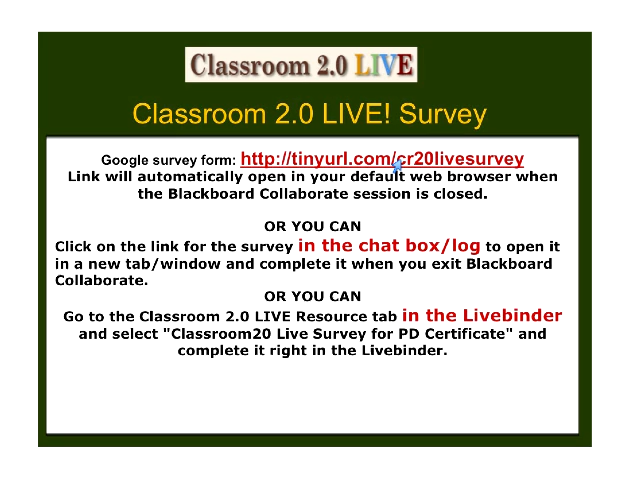 Classroom 2.0 LIVE
Classroom 2.0 LIVE! Survey
Google survey form: http://tinyurl.com/cr20livesurvey
Link will automatically open in your default web browser when
the Blackboard Collaborate session is closed.
OR YOU CAN
Click on the link for the survey in the chat box/log to open it
in a new tab/window and complete it when you exit Blackboard
Collaborate.
OR YOU CAN
Go to the Classroom 2.0 LIVE Resource tab in the Livebinder
and select "Classroom20 Live Survey for PD Certificate" and
complete it right in the Livebinder.